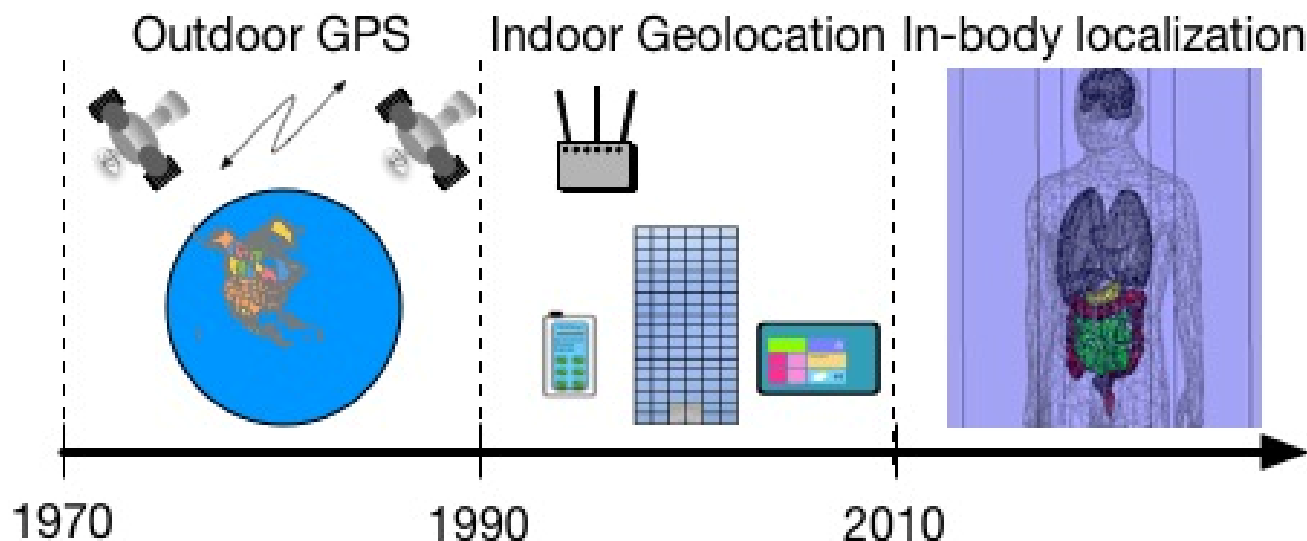 Outdoor GPS
Indoor Geolocation
In-body localization
1970
1990
2010